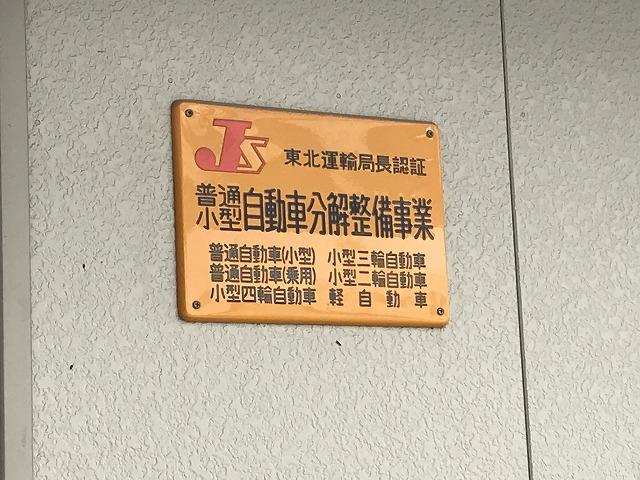 JS 東北運輸局長認証
普通
小型 自動車分解整備事業
普通自動車(小型) 小型三輪自動車
普通自動車(乗用) 小型二輪自動車
小型四輪自動車 軽自動車